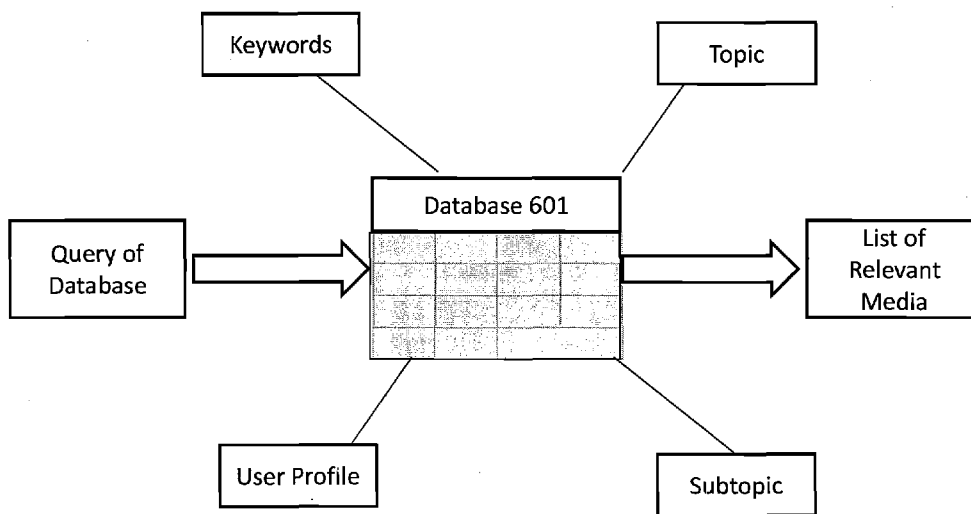 Keywords
Topic
Database 601
Query of
Database
List of
Relevant
Media
User Profile
Subtopic